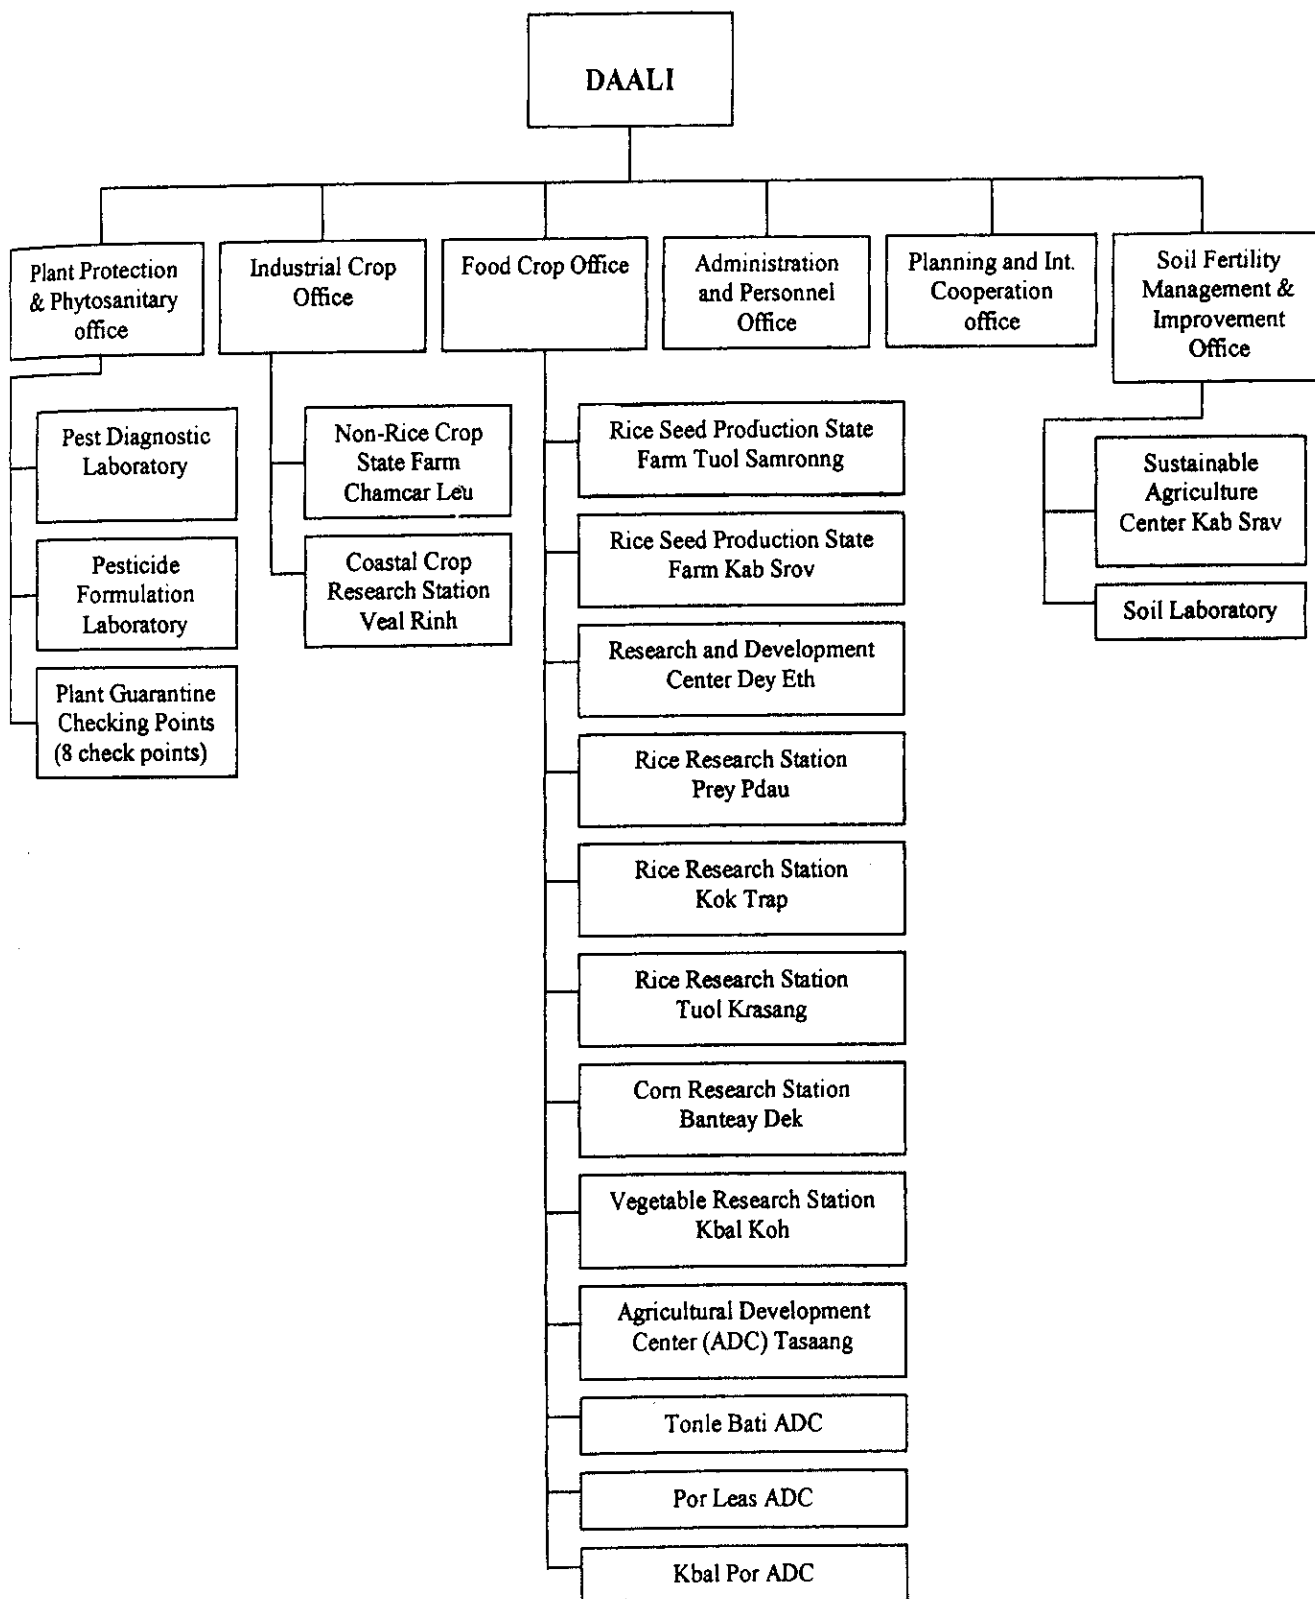 DAALI
Plant Protection
& Phytosanitary
office
Industrial Crop
Office
Food Crop Office
Administration
and Personnel
Office
Planning and Int.
Cooperation
office
Soil Fertility
Management &
Improvement
Office
Pest Diagnostic
Laboratory
Pesticide
Formulation
Laboratory
Plant Guarantine
Checking Points
(8 check points)
Non-Rice Crop
State Farm
Chamcar Leu
Coastal Crop
Research Station
Veal Rinh
Rice Seed Production State
Farm Tuol Samronng
Rice Seed Production State
Farm Kab Srov
Research and Development
Center Dey Eth
Rice Research Station
Prey Pdau
Rice Research Station
Kok Trap
Rice Research Station
Tuol Krasang
Corn Research Station
Banteay Dek
Vegetable Research Station
Kbal Koh
Agricultural Development
Center (ADC) Tasaang
Tonle Bati ADC
Por Leas ADC
Kbal Por ADC
Sustainable
Agriculture
Center Kab Srav
Soil Laboratory